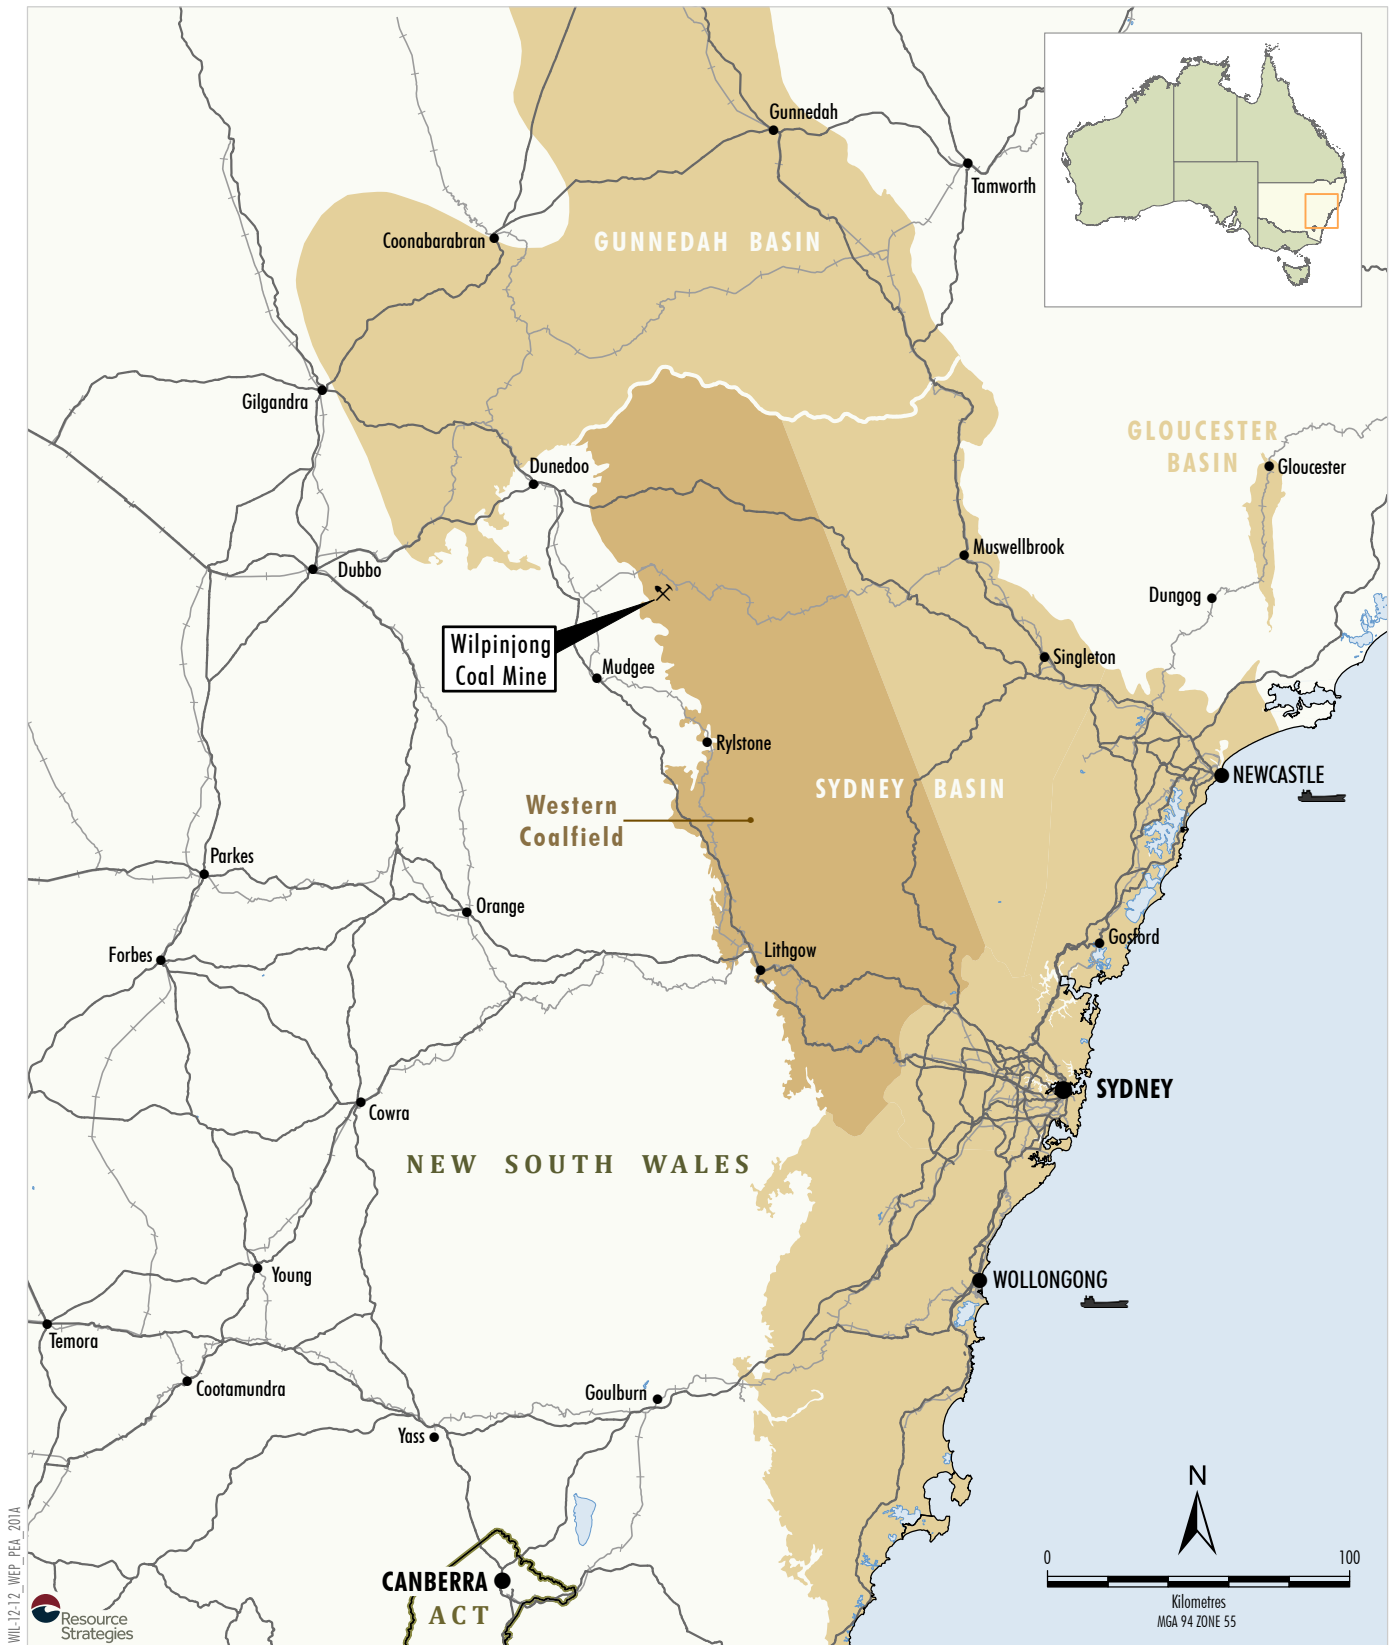 Gunnedah
Tamworth
Coonabarabran
GUNNEDAH BASIN
Gilgandra
GLOUCESTER
BASIN
Gloucester
Dunedoo
Muswellbrook
Dubbo
Dungog
Wilpinjong
Coal Mine
Mudgee
Singleton
Rylstone
NEWCASTLE
SYDNEY BASIN
Western
Coalfield
Parkes
Orange
Gosford
Forbes
Lithgow
SYDNEY
Cowra
NEW SOUTH WALES
Young
WOLLONGONG
Temora
Cootamundra
Goulburn
Yass
N
CANBERRA
ACT
0
100
Kilometres
MGA 94 ZONE 55
WIL-12-12_WEP_PEA_201A
Resource
Strategies